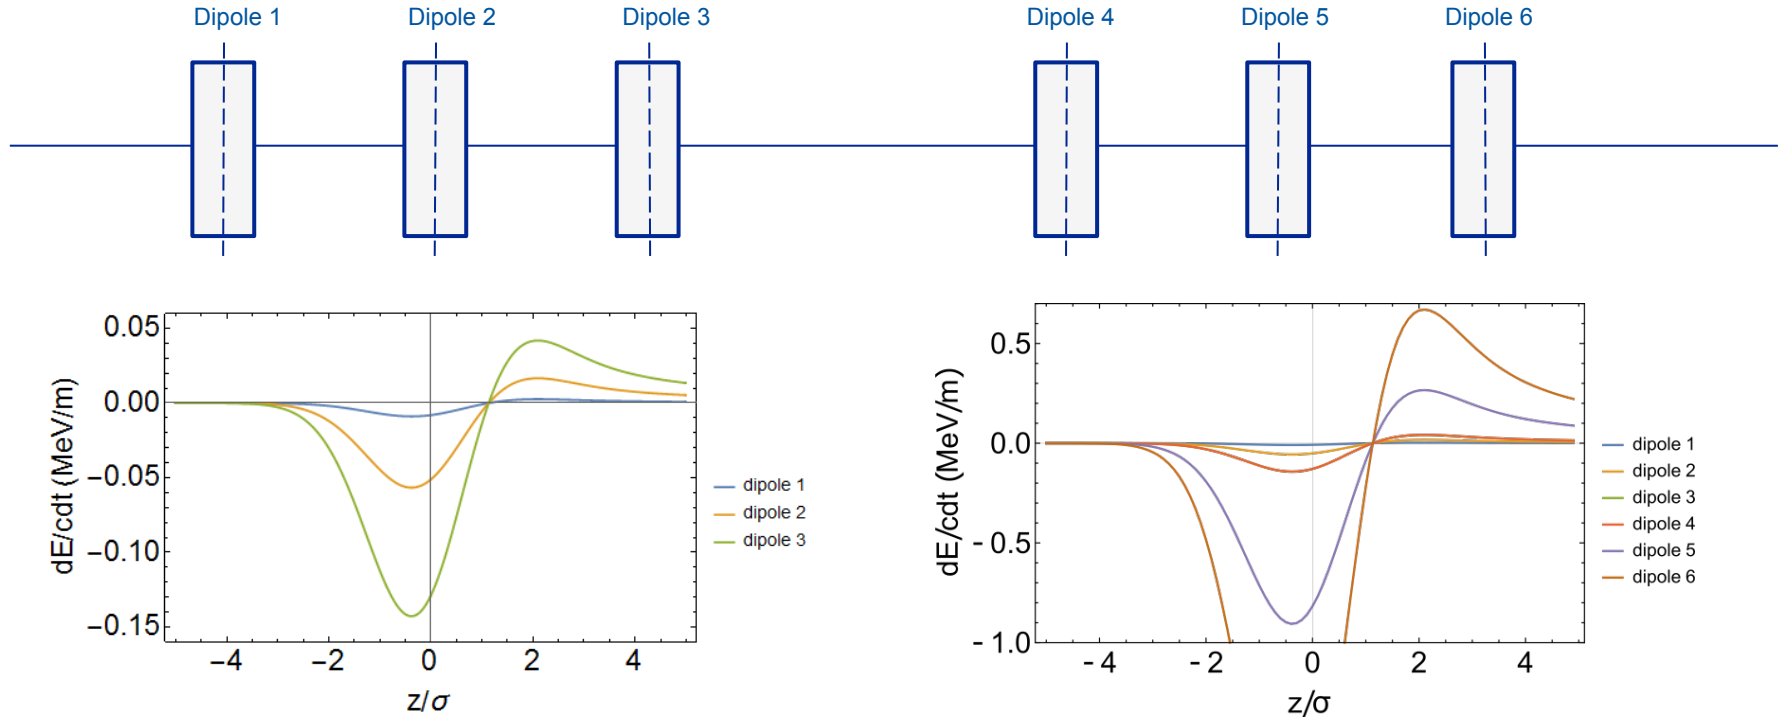 Dipole 1
Dipole 2
Dipole 3
Dipole 4
Dipole 5
Dipole 6
dE/cdt (MeV/m)
0.05
0.00
−0.05
−0.10
−0.15
−4
−2
0
2
4
z/σ
dipole 1
dipole 2
dipole 3
dE/cdt (MeV/m)
0.5
0.0
- 0.5
- 1.0
- 4
- 2
0
2
4
z/σ
dipole 1
dipole 2
dipole 3
dipole 4
dipole 5
dipole 6